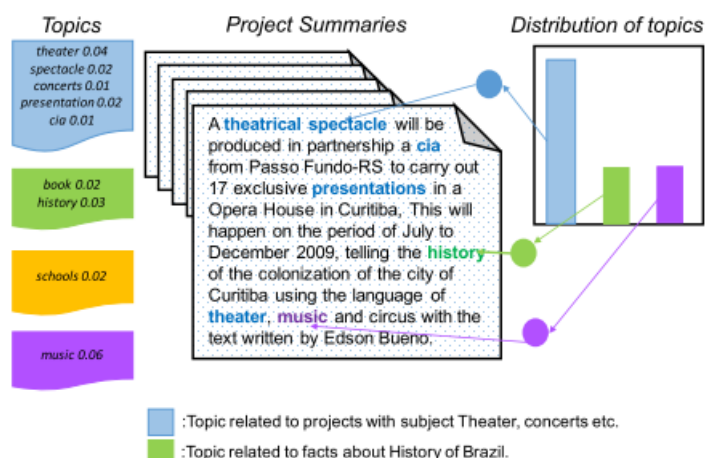 Topics
Project Summaries
Distribution of topics
theater 0.04
spectacle 0.02
concerts 0.01
presentation 0.02
cia 0.01
book 0.02
history 0.03
schools 0.02
music 0.06
A theatrical spectacle will be
produced in partnership a cia
from Passo Fundo-RS to carry out
17 exclusive presentations in a
Opera House in Curitiba, This will
happen on the period of July to
December 2009, telling the history
of the colonization of the city of
Curitiba using the language of
theater, music and circus with the
text written by Edson Bueno.
:Topic related to projects with subject Theater, concerts etc.
:Topic related to facts about History of Brazil.